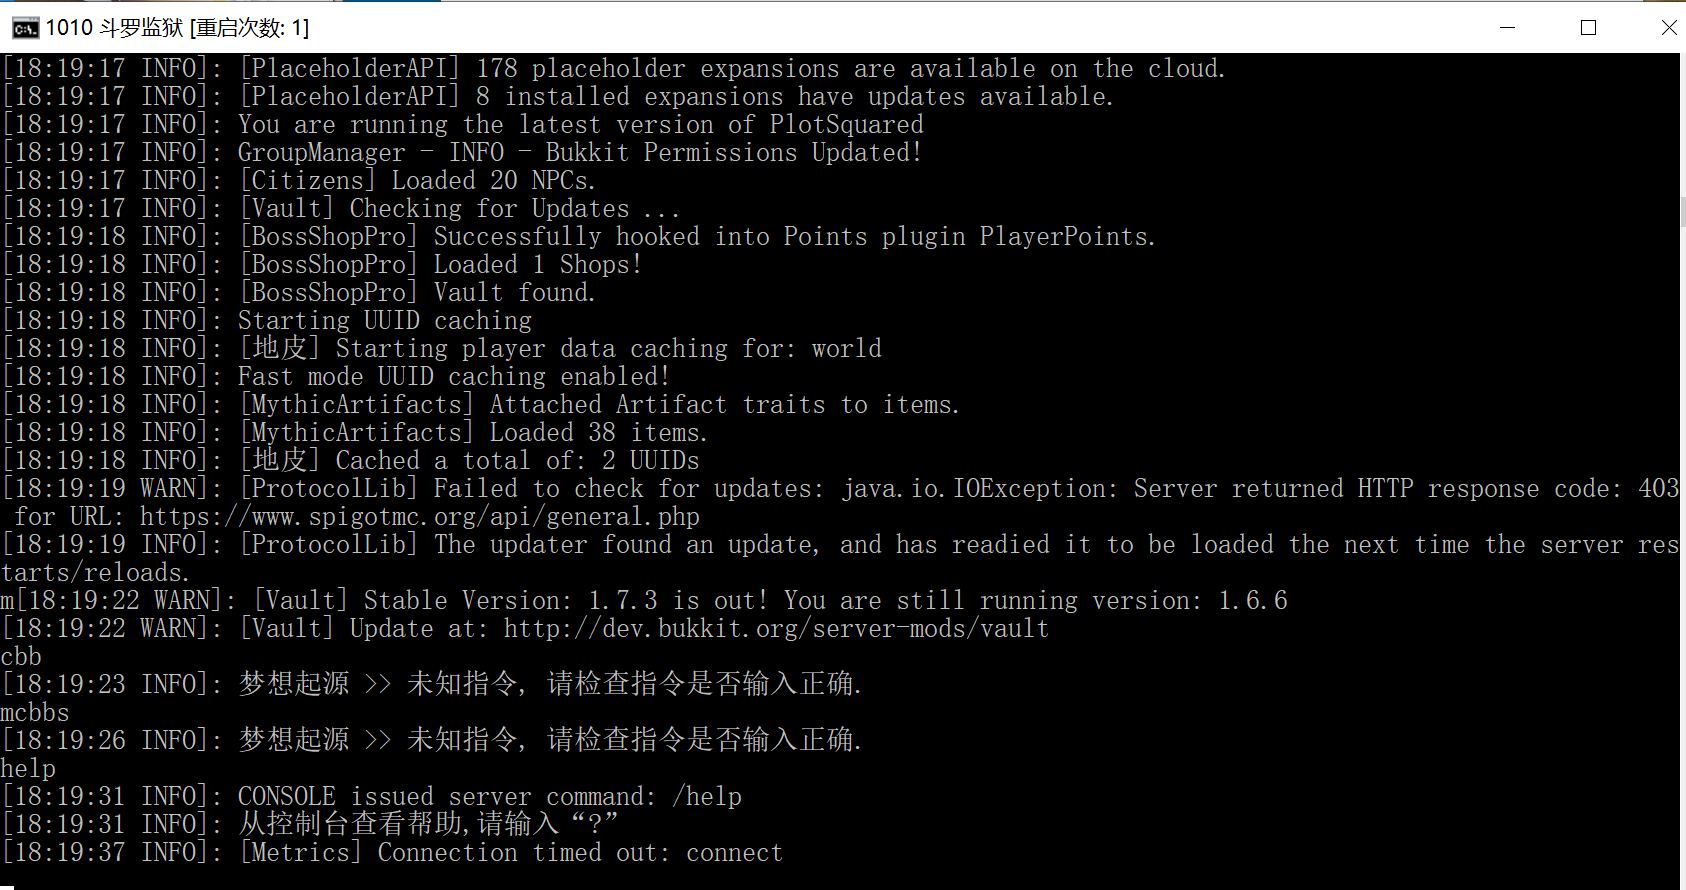 1010 斗罗监狱 [重启次数: 1]
[18:19:17 INFO]: [PlaceholderAPI] 178 placeholder expansions are available on the cloud.
[18:19:17 INFO]: [PlaceholderAPI] 8 installed expansions have updates available.
[18:19:17 INFO]: You are running the latest version of PlotSquared
[18:19:17 INFO]: GroupManager - INFO - Bukkit Permissions Updated!
[18:19:17 INFO]: [Citizens] Loaded 20 NPCs.
[18:19:17 INFO]: [Vault] Checking for Updates ...
[18:19:18 INFO]: [BossShopPro] Successfully hooked into Points plugin PlayerPoints.
[18:19:18 INFO]: [BossShopPro] Loaded 1 Shops!
[18:19:18 INFO]: [BossShopPro] Vault found.
[18:19:18 INFO]: Starting UUID caching
[18:19:18 INFO]: [地皮] Starting player data caching for: world
[18:19:18 INFO]: Fast mode UUID caching enabled!
[18:19:18 INFO]: [MythicArtifacts] Attached Artifact traits to items.
[18:19:18 INFO]: [MythicArtifacts] Loaded 38 items.
[18:19:18 INFO]: [地皮] Cached a total of: 2 UUIDs
[18:19:19 WARN]: [ProtocolLib] Failed to check for updates: java.io.IOException: Server returned HTTP response code: 403
for URL: https://www.spigotmc.org/api/general.php
[18:19:19 INFO]: [ProtocolLib] The updater found an update, and has readied it to be loaded the next time the server res
tarts/reloads.
m[18:19:22 WARN]: [Vault] Stable Version: 1.7.3 is out! You are still running version: 1.6.6
[18:19:22 WARN]: [Vault] Update at: http://dev.bukkit.org/server-mods/vault
cbb
[18:19:23 INFO]: 梦想起源 >> 未知指令, 请检查指令是否输入正确.
mcbbs
[18:19:26 INFO]: 梦想起源 >> 未知指令, 请检查指令是否输入正确.
help
[18:19:31 INFO]: CONSOLE issued server command: /help
[18:19:31 INFO]: 从控制台查看帮助,请输入“?”
[18:19:37 INFO]: [Metrics] Connection timed out: connect